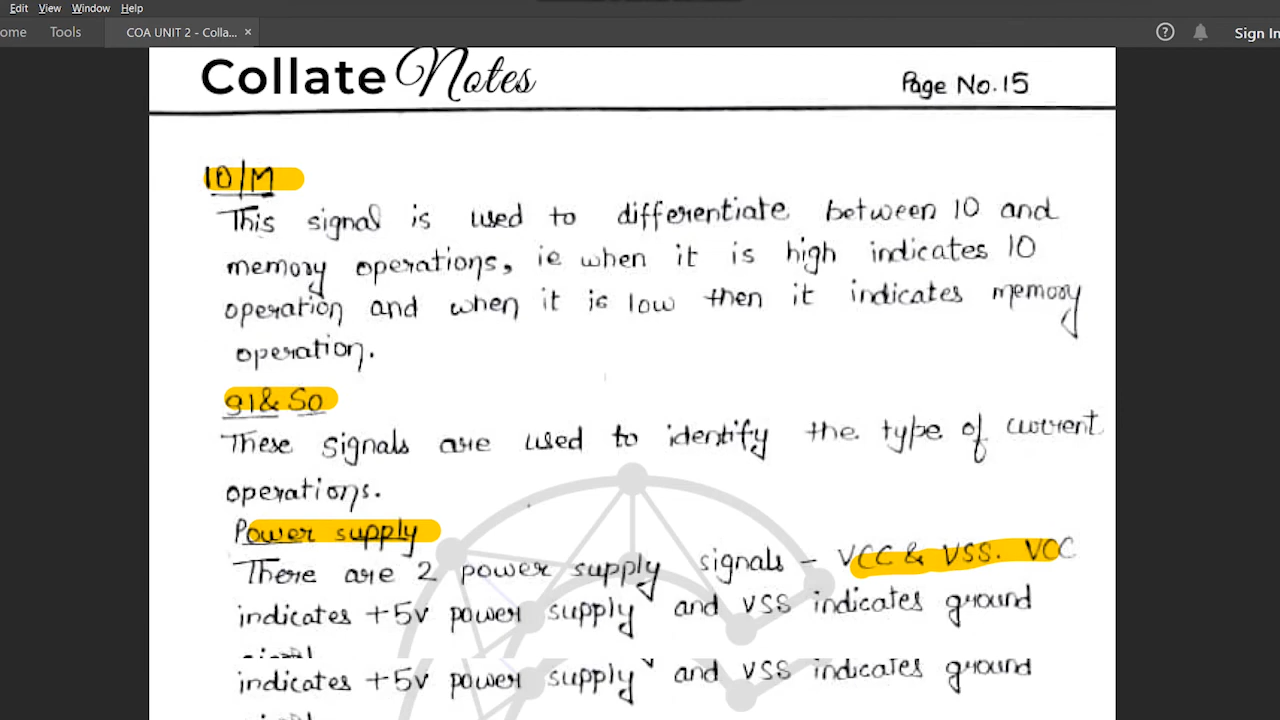 Edit View Window Help
ome Tools COA UNIT 2 - Colla... × Sign In
Collate Notes Page No.15
IO/M
This signal is used to differentiate between IO and
memory operations, ie when it is high indicates IO
operation and when it is low then it indicates memory
operation.
S1& S0
These signals are used to identify the type of current
operations.
Power supply
There are 2 power supply signals - VCC & VSS. VCC
indicates +5v power supply and VSS indicates ground
indicates +5v power supply and VSS indicates ground